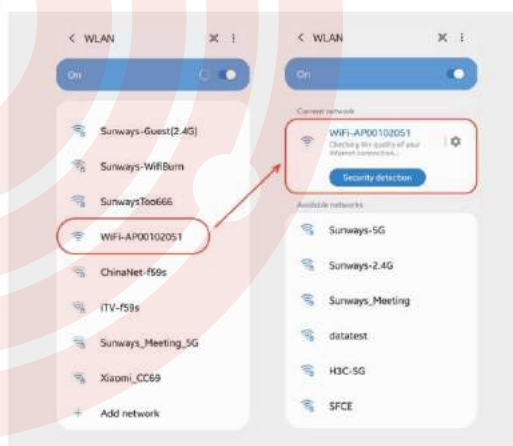 WLAN
On
Sunways-Guest(2.4G)
Sunways-WifiBurn
SunwaysToo666
WiFi-AP00102051
ChinaNet-f59s
iTV-f59s
Sunways_Meeting_5G
Xiaomi_CC69
+ Add network
WLAN
On
Current network
WiFi-AP00102051
Checking the quality of your
internet connection...
Security detection
Available networks
Sunways-5G
Sunways-2.4G
Sunways_Meeting
datatest
H3C-5G
SFCE